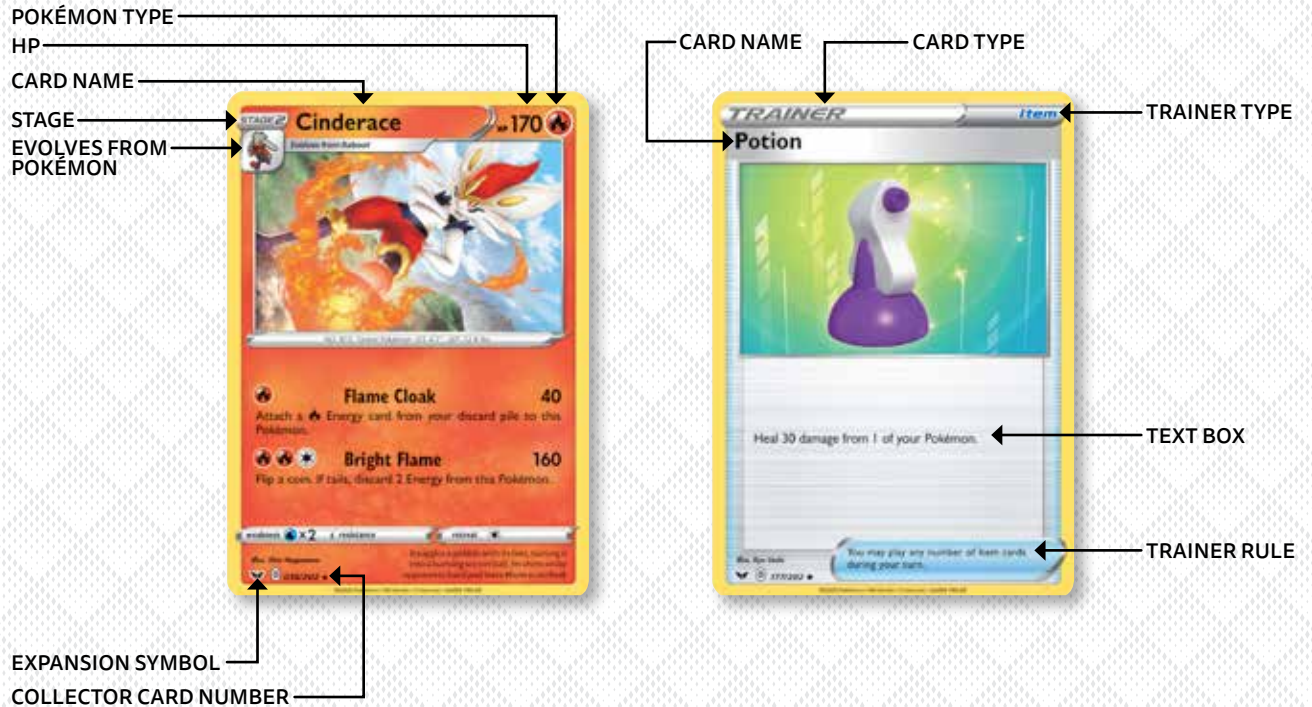 POKÉMON TYPE
HP
CARD NAME
STAGE
EVOLVES FROM
POKÉMON
STAGE 2
Cinderace
HP 170
Evolves from Raboot
Flame Cloak 40
Attach a Energy card from your discard pile to this
Pokémon.
Bright Flame 160
Flip a coin. If tails, discard 2 Energy from this Pokémon.
weakness ×2 resistance retreat
EXPANSION SYMBOL
COLLECTOR CARD NUMBER
CARD NAME
CARD TYPE
TRAINER Item
TRAINER TYPE
Potion
Heal 30 damage from 1 of your Pokémon.
TEXT BOX
You may play any number of Item cards
during your turn.
TRAINER RULE
177/202